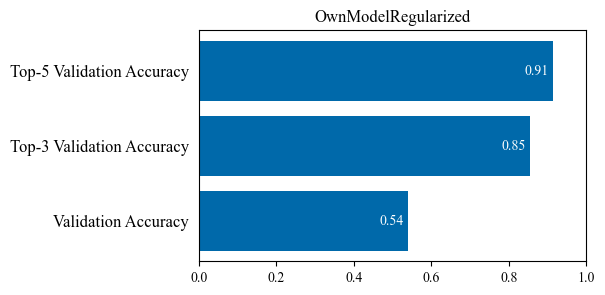 OwnModelRegularized
Top-5 Validation Accuracy
0.91
Top-3 Validation Accuracy
0.85
Validation Accuracy
0.54
0.0 0.2 0.4 0.6 0.8 1.0